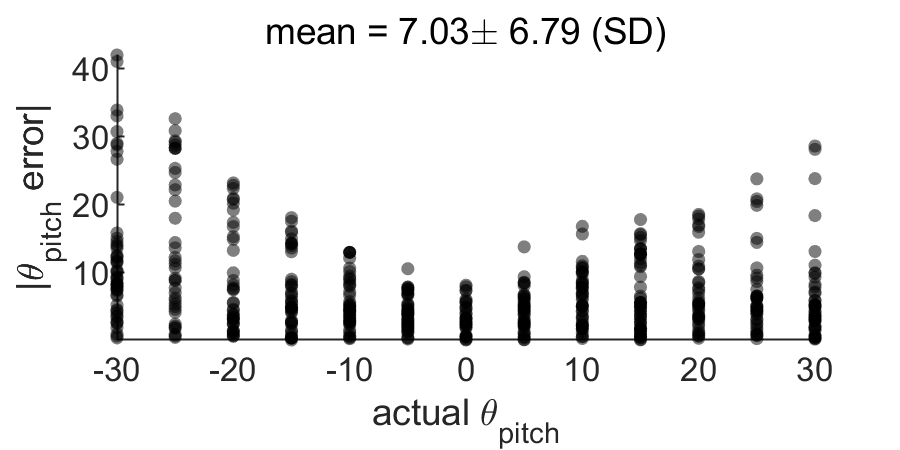 mean = 7.03± 6.79 (SD)
|θpitch error|
40
30
20
10
-30 -20 -10 0 10 20 30
actual θpitch